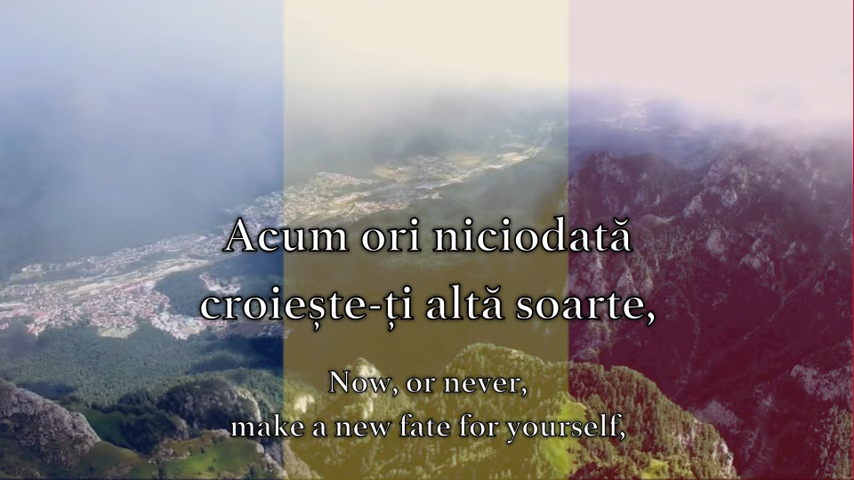 Acum ori niciodată
croiește-ți altă soarte,
Now, or never,
make a new fate for yourself,